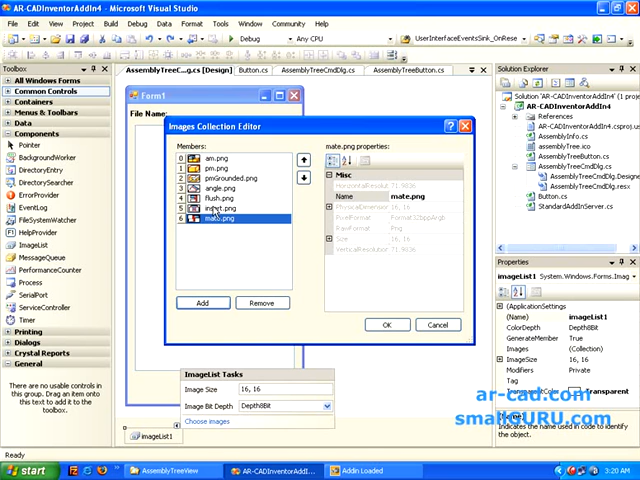 AR-CADInventorAddIn4 - Microsoft Visual Studio
File Edit View Project Build Debug Data Format Tools Window Community Help
Debug Any CPU UserInterfaceEventsSink_OnRese
Toolbox
All Windows Forms
Common Controls
Containers
Menus & Toolbars
Data
Components
Pointer
BackgroundWorker
DirectoryEntry
DirectorySearcher
ErrorProvider
EventLog
FileSystemWatcher
HelpProvider
ImageList
MessageQueue
PerformanceCounter
Process
SerialPort
ServiceController
Timer
Printing
Dialogs
Crystal Reports
General
There are no usable controls in this group. Drag an item onto this text to add it to the toolbox.
AssemblyTreeC...g.cs [Design] Button.cs AssemblyTreeCmdDlg.cs AssemblyTreeButton.cs
Form1
File Name:
Images Collection Editor
Members:
0 am.png
1 pm.png
2 pmGrounded.png
3 angle.png
4 flush.png
5 insert.png
6 mate.png
Add Remove
mate.png properties:
Misc
HorizontalResolut 71.9836
Name mate.png
PhysicalDimension 16, 16
PixelFormat Format32bppArgb
RawFormat Png
Size 16, 16
VerticalResolution 71.9836
OK Cancel
ImageList Tasks
Image Size 16, 16
Image Bit Depth Depth8Bit
Choose images
imageList1
Solution Explorer
Solution 'AR-CADInventorAddIn4' (1
AR-CADInventorAddIn4
References
AR-CADInventorAddIn4.csproj.us
AssemblyInfo.cs
assembly tree.ico
AssemblyTreeButton.cs
AssemblyTreeCmdDlg.cs
AssemblyTreeCmdDlg.Designe
AssemblyTreeCmdDlg.resx
Button.cs
StandardAddInServer.cs
Properties
imageList1 System.Windows.Forms.Imag
(ApplicationSettings
(Name) imageList1
ColorDepth Depth8Bit
GenerateMember True
Images (Collection)
ImageSize 16, 16
Modifiers Private
Tag
TransparentColor Transparent
ar-cad.com
smallGURU.com
(Name)
Indicates the name used in code to identify the object.
Ready
start AssemblyTreeView AR-CADInventorAddIn... Addin Loaded 3:20 AM